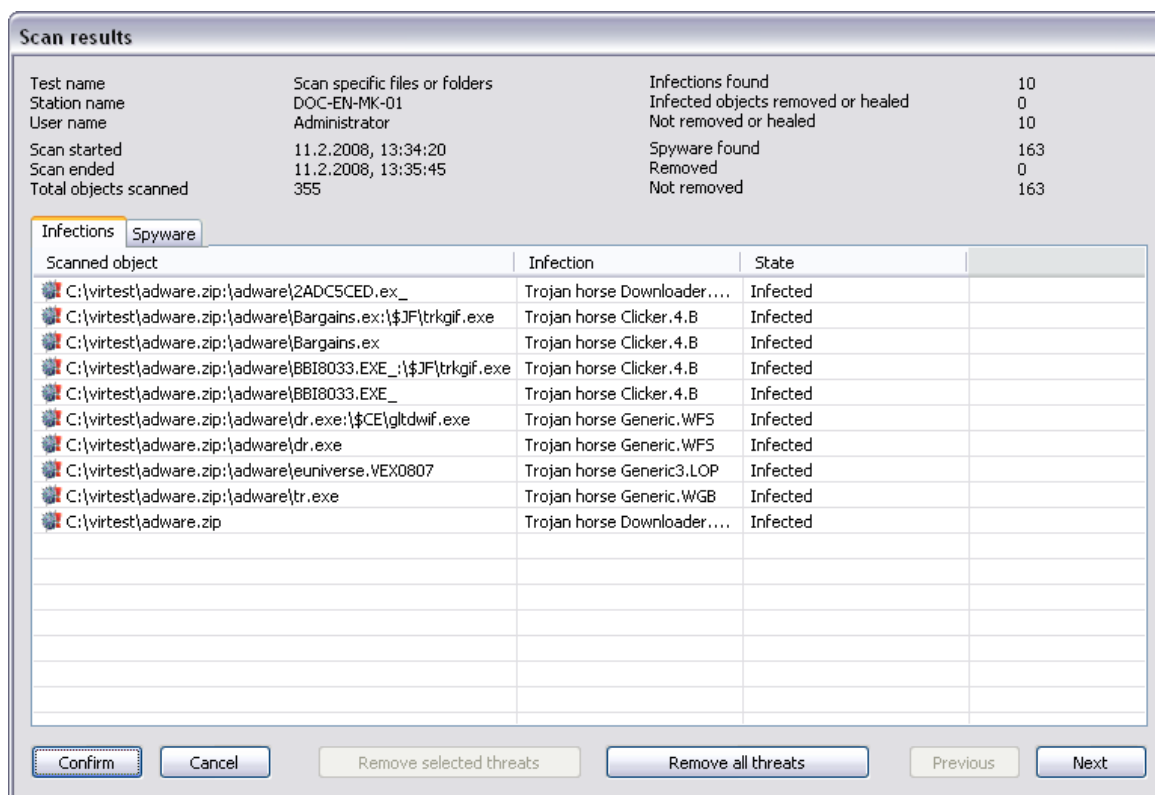 Scan results
Test name Scan specific files or folders Infections found 10
Station name DOC-EN-MK-01 Infected objects removed or healed 0
User name Administrator Not removed or healed 10
Scan started 11.2.2008, 13:34:20 Spyware found 163
Scan ended 11.2.2008, 13:35:45 Removed 0
Total objects scanned 355 Not removed 163
Infections Spyware
Scanned object Infection State
C:\virtest\adware.zip:\adware\2ADC5CED.ex_ Trojan horse Downloader.... Infected
C:\virtest\adware.zip:\adware\Bargains.ex:\$JF\trkgif.exe Trojan horse Clicker.4.B Infected
C:\virtest\adware.zip:\adware\Bargains.ex Trojan horse Clicker.4.B Infected
C:\virtest\adware.zip:\adware\BBI8033.EXE_:\$JF\trkgif.exe Trojan horse Clicker.4.B Infected
C:\virtest\adware.zip:\adware\BBI8033.EXE_ Trojan horse Clicker.4.B Infected
C:\virtest\adware.zip:\adware\dr.exe:\$CE\gltdwif.exe Trojan horse Generic.WFS Infected
C:\virtest\adware.zip:\adware\dr.exe Trojan horse Generic.WFS Infected
C:\virtest\adware.zip:\adware\euniverse.VEX0807 Trojan horse Generic3.LOP Infected
C:\virtest\adware.zip:\adware\tr.exe Trojan horse Generic.WGB Infected
C:\virtest\adware.zip Trojan horse Downloader.... Infected
Confirm Cancel Remove selected threats Remove all threats Previous Next